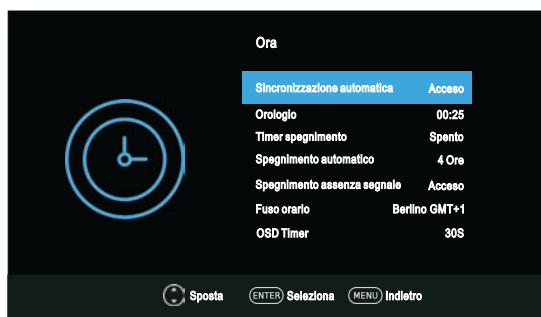 Ora
Sincronizzazione automatica Acceso
Orologio 00:25
Timer spegnimento Spento
Spegnimento automatico 4 Ore
Spegnimento assenza segnale Acceso
Fuso orario Berlino GMT+1
OSD Timer 30S
Sposta ENTER Seleziona MENU Indietro